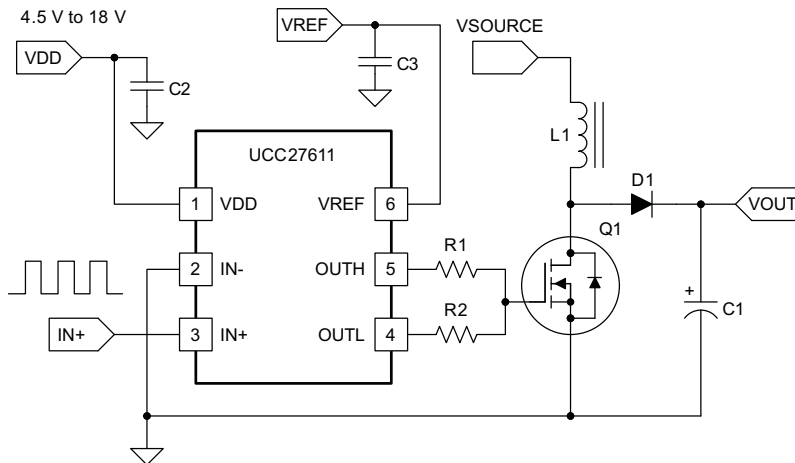 4.5 V to 18 V
VREF
VSOURCE
VDD
C2
C3
L1
UCC27611
D1
1 VDD
VREF 6
VOUT
Q1
R1
2 IN-
OUTH 5
R2
+
C1
IN+
3 IN+
OUTL 4